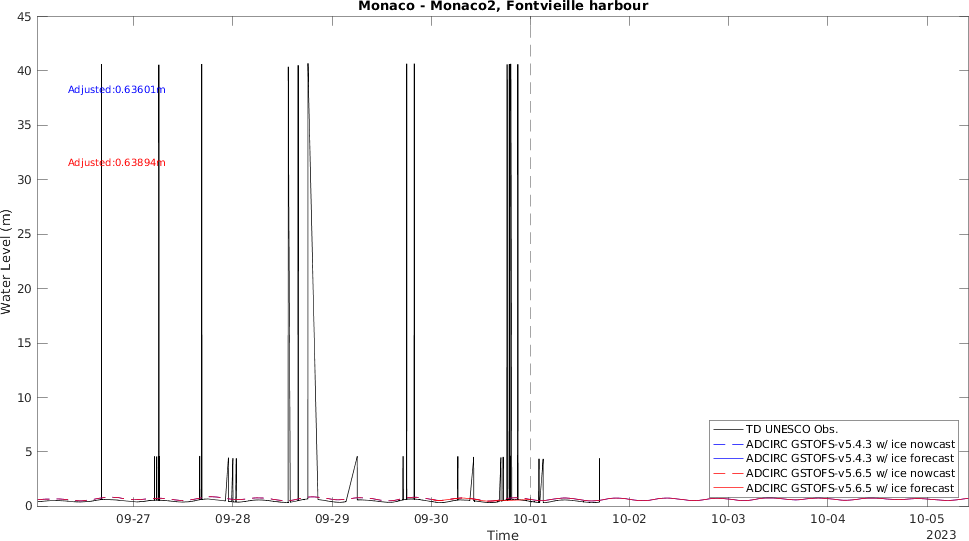 Monaco - Monaco2, Fontvieille harbour
45
40
35
30
25
20
15
10
5
0
Water Level (m)
Adjusted:0.63601m
Adjusted:0.63894m
TD UNESCO Obs.
ADCIRC GSTOFS-v5.4.3 w/ ice nowcast
ADCIRC GSTOFS-v5.4.3 w/ ice forecast
ADCIRC GSTOFS-v5.6.5 w/ ice nowcast
ADCIRC GSTOFS-v5.6.5 w/ ice forecast
09-27 09-28 09-29 09-30 10-01 10-02 10-03 10-04 10-05
Time
2023